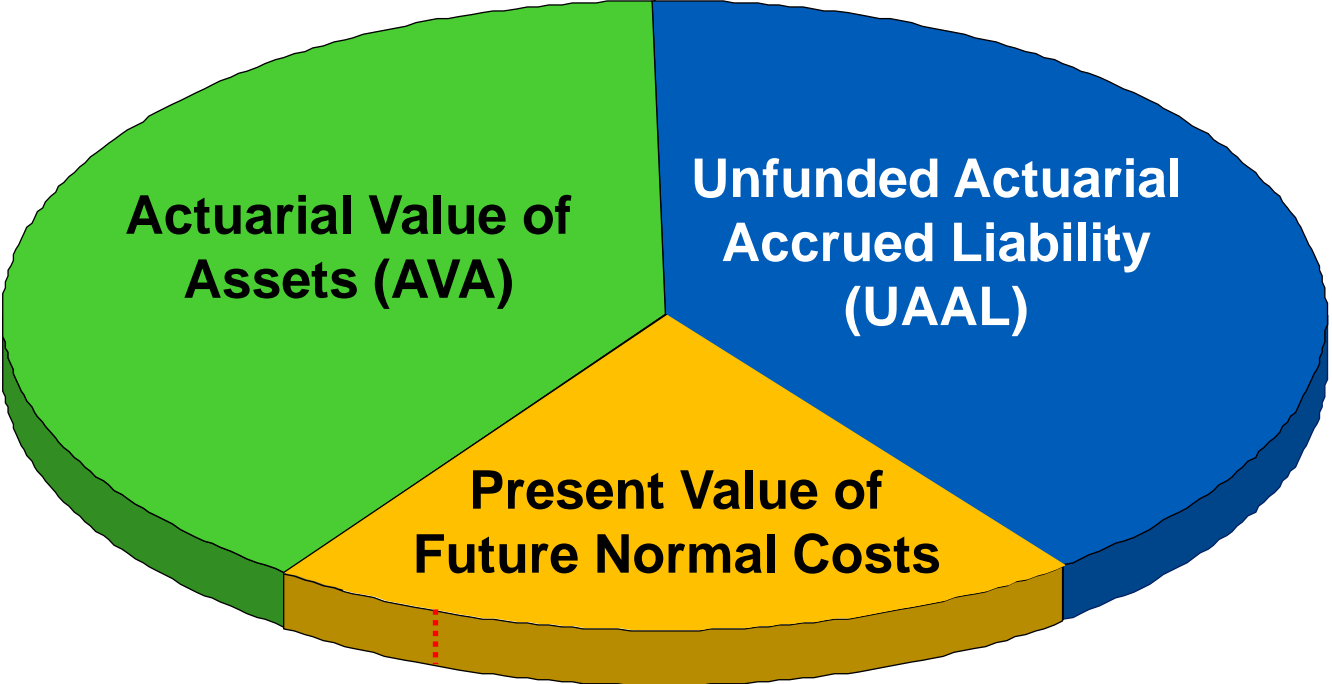 Actuarial Value of
Assets (AVA)
Unfunded Actuarial
Accrued Liability
(UAAL)
Present Value of
Future Normal Costs